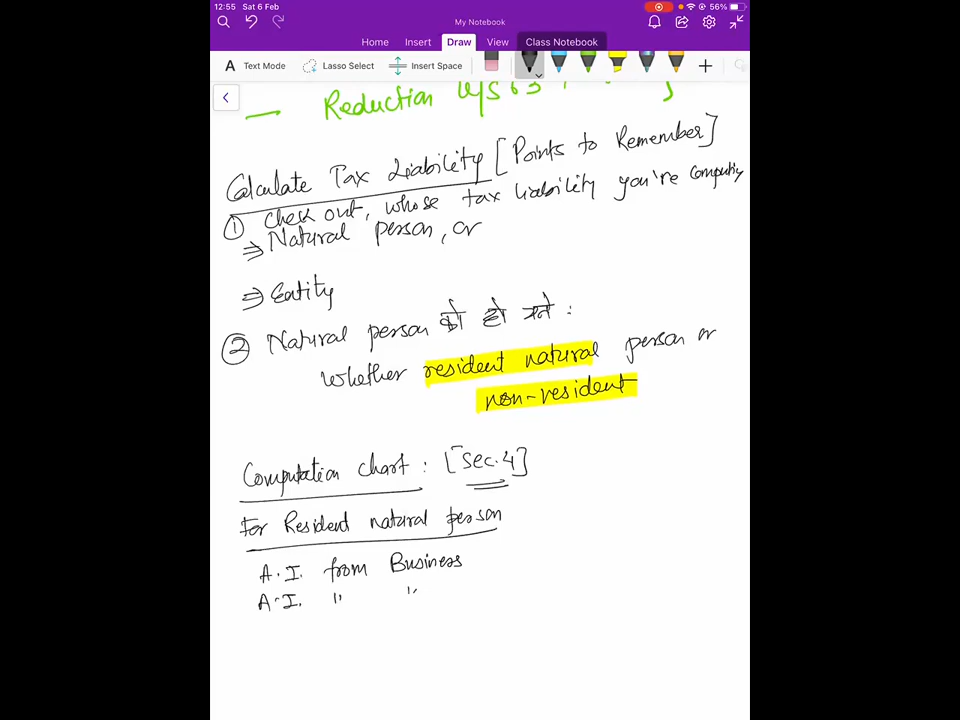 12:55 Sat 6 Feb
56%
My Notebook
Home Insert Draw View Class Notebook
Text Mode Lasso Select Insert Space
— Reduction u/s 63
Calculate Tax Liability [Points to Remember]
① Check out, whose tax liability you're computing
⇒ Natural person, or
⇒ Entity
② Natural person को हो भने :
whether resident natural person or
non-resident
Computation chart : [Sec. 4]
For Resident natural person
A.I. from Business
A.I. " "